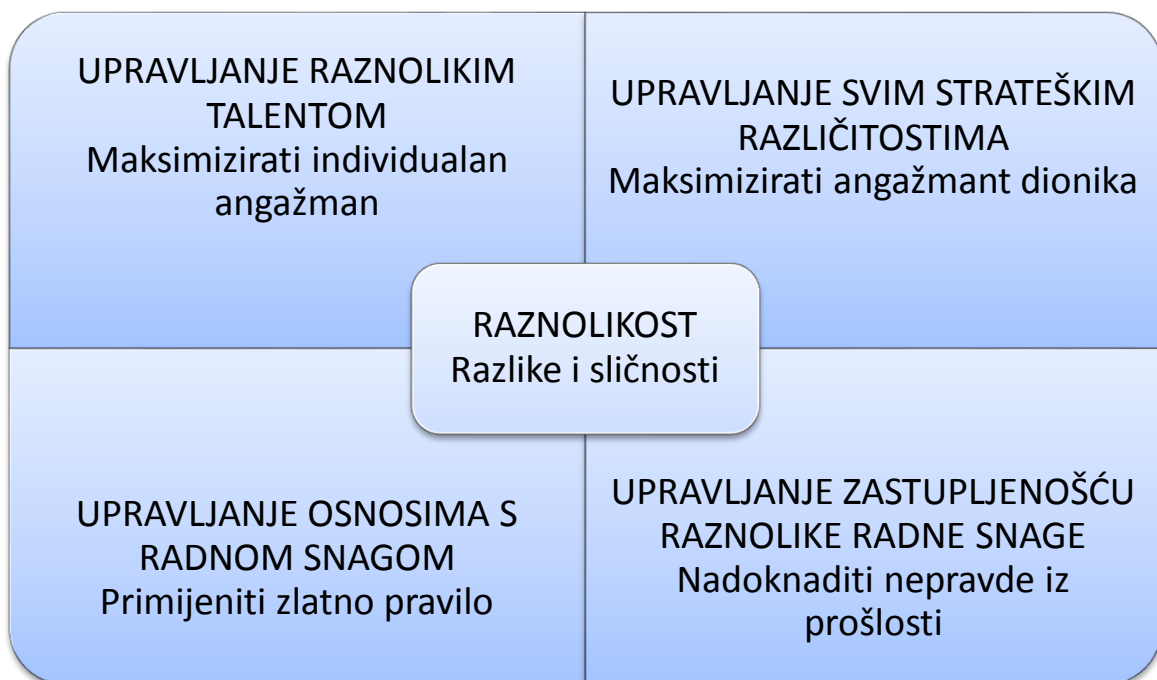 UPRAVLJANJE RAZNOLIKIM
TALENTOM
Maksimizirati individualan
angažman
UPRAVLJANJE SVIM STRATEŠKIM
RAZLIČITOSTIMA
Maksimizirati angažmant dionika
RAZNOLIKOST
Razlike i sličnosti
UPRAVLJANJE OSNOSIMA S
RADNOM SNAGOM
Primijeniti zlatno pravilo
UPRAVLJANJE ZASTUPLJENOŠĆU
RAZNOLIKE RADNE SNAGE
Nadoknaditi nepravde iz
prošlosti